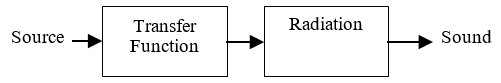 Source
Transfer
Function
Radiation
Sound